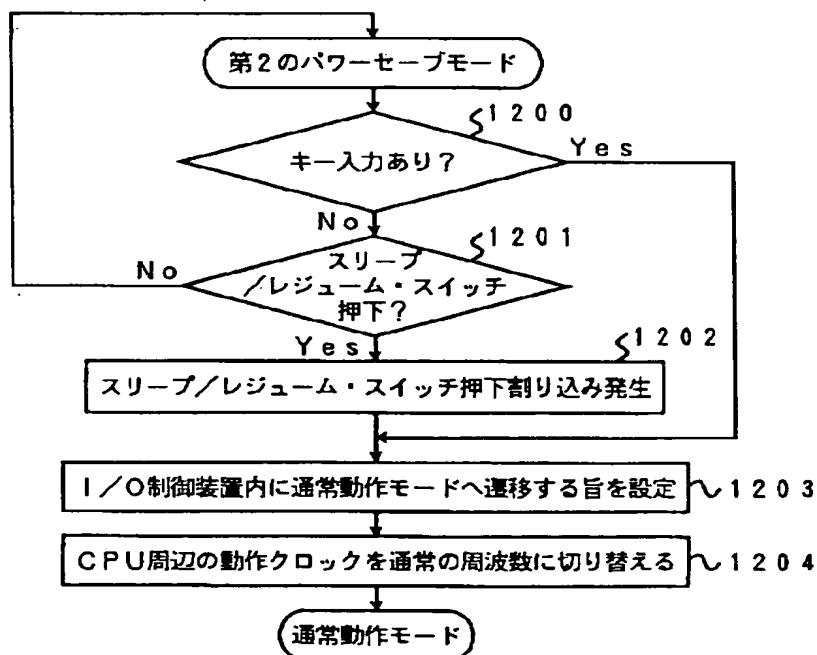 第2のパワーセーブモード
1200
キー入力あり?
Yes
No
1201
スリープ
/レジューム・スイッチ
押下?
No
Yes
1202
スリープ/レジューム・スイッチ押下割り込み発生
I/O制御装置内に通常動作モードへ遷移する旨を設定
1203
CPU周辺の動作クロックを通常の周波数に切り替える
1204
通常動作モード